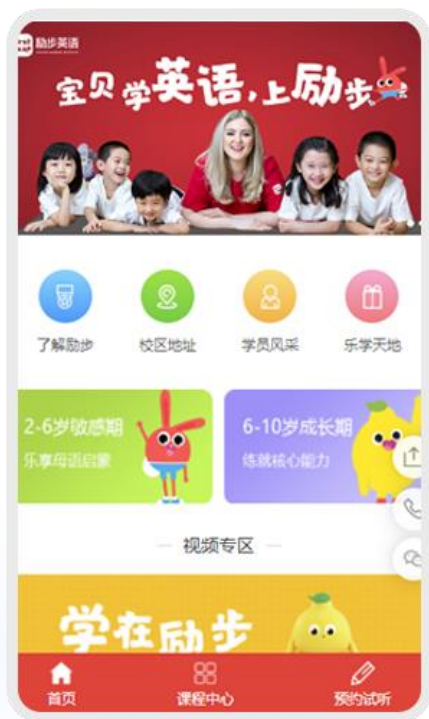 励步英语
宝贝学英语,上励步
了解励步
校区地址
学员风采
乐学天地
2-6岁敏感期
乐享母语启蒙
6-10岁成长期
练就核心能力
视频专区
学在励步
首页
课程中心
预约试听